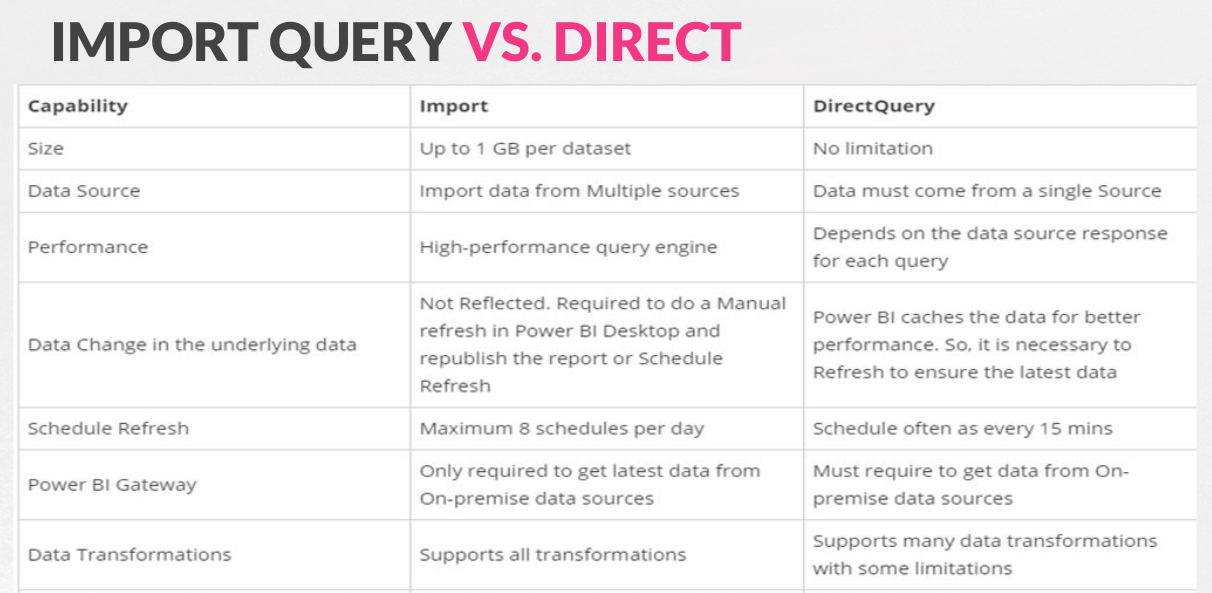 IMPORT QUERY VS. DIRECT
Capability
Import
DirectQuery
Size
Up to 1 GB per dataset
No limitation
Data Source
Import data from Multiple sources
Data must come from a single Source
Performance
High-performance query engine
Depends on the data source response
for each query
Data Change in the underlying data
Not Reflected. Required to do a Manual
refresh in Power BI Desktop and
republish the report or Schedule
Refresh
Power BI caches the data for better
performance. So, it is necessary to
Refresh to ensure the latest data
Schedule Refresh
Maximum 8 schedules per day
Schedule often as every 15 mins
Power BI Gateway
Only required to get latest data from
On-premise data sources
Must require to get data from On-
premise data sources
Data Transformations
Supports all transformations
Supports many data transformations
with some limitations